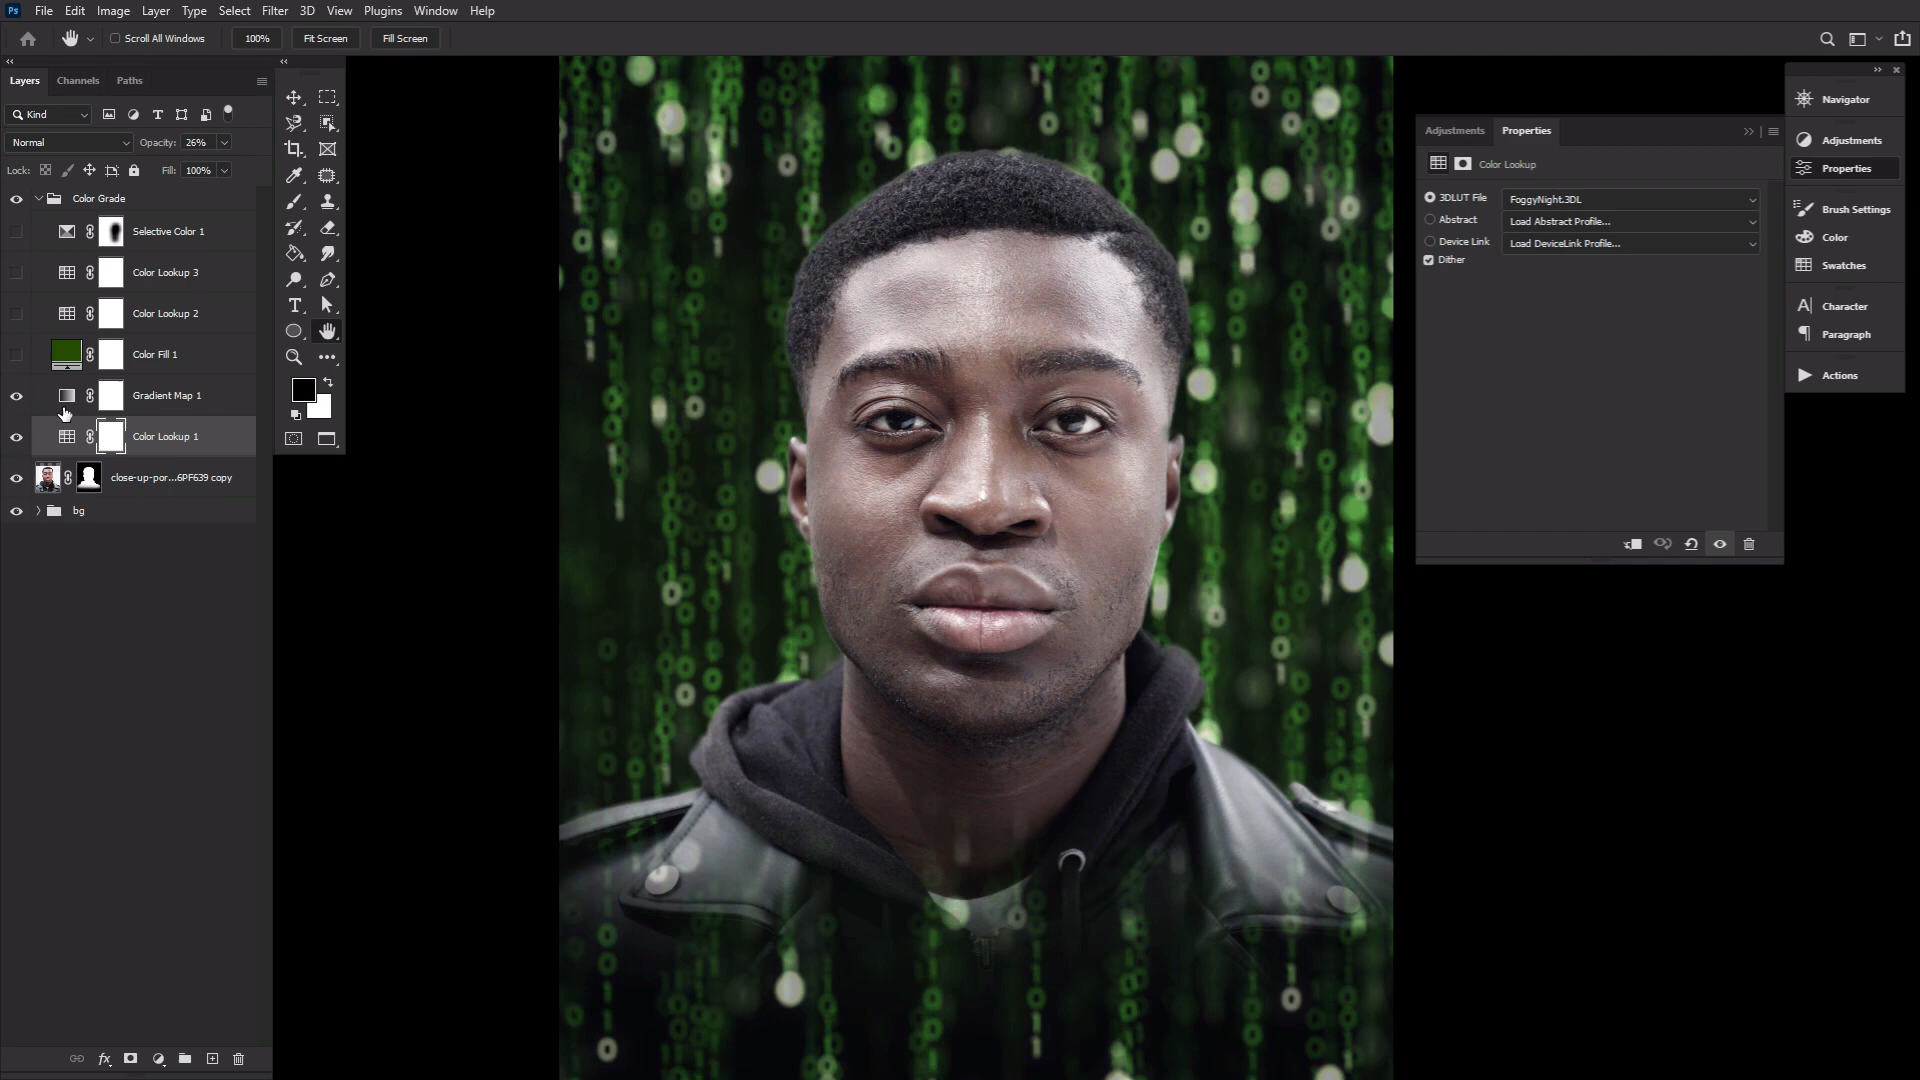 Ps File Edit Image Layer Type Select Filter 3D View Plugins Window Help
Scroll All Windows 100% Fit Screen Fill Screen
Layers Channels Paths
Kind
Normal Opacity: 26%
Lock: Fill: 100%
Color Grade
Selective Color 1
Color Lookup 3
Color Lookup 2
Color Fill 1
Gradient Map 1
Color Lookup 1
close-up-por...6PF639 copy
bg
fx
Adjustments Properties
Color Lookup
3DLUT File FoggyNight.3DL
Abstract Load Abstract Profile...
Device Link Load DeviceLink Profile...
Dither
Navigator
Adjustments
Properties
Brush Settings
Color
Swatches
Character
Paragraph
Actions